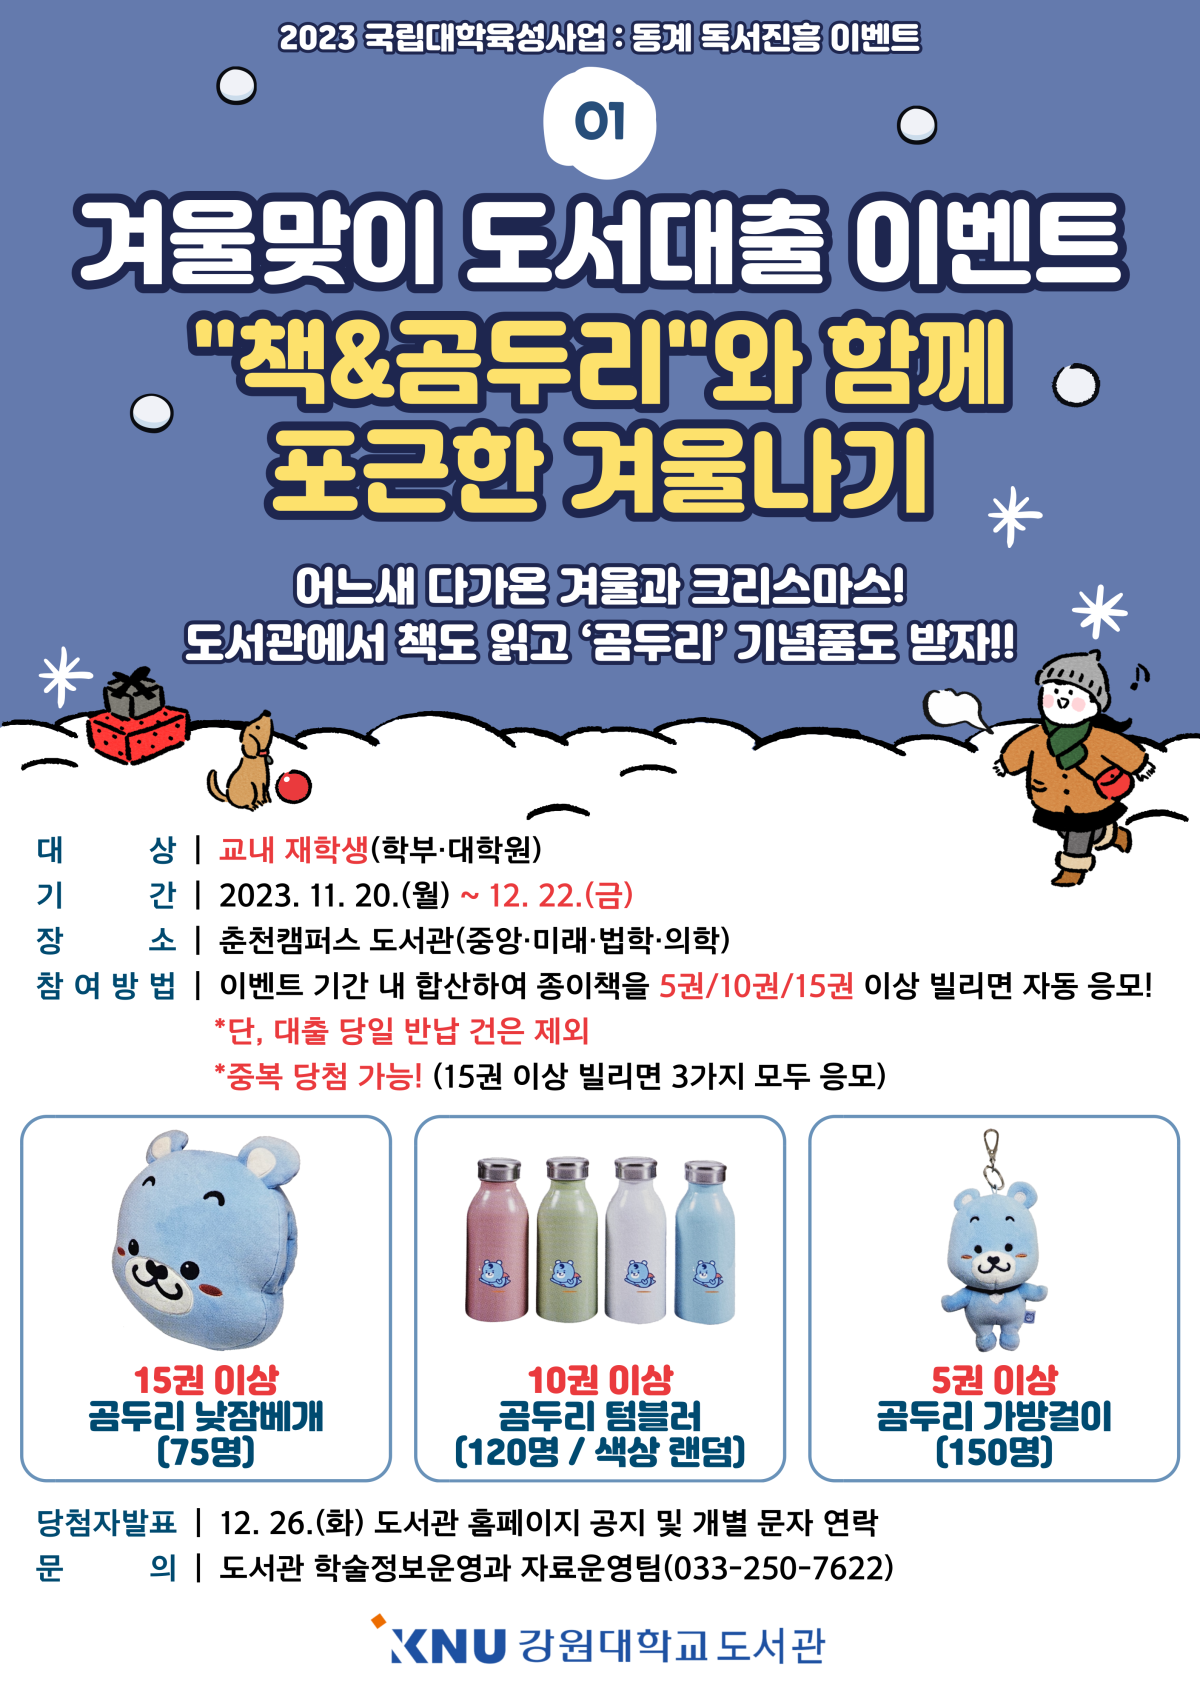 2023 국립대학육성사업 : 동계 독서진흥 이벤트
01
겨울맞이 도서대출 이벤트
"책&곰두리"와 함께
포근한 겨울나기
어느새 다가온 겨울과 크리스마스!
도서관에서 책도 읽고 ‘곰두리’ 기념품도 받자!!
대 상 | 교내 재학생(학부·대학원)
기 간 | 2023. 11. 20.(월) ~ 12. 22.(금)
장 소 | 춘천캠퍼스 도서관(중앙·미래·법학·의학)
참여방법 | 이벤트 기간 내 합산하여 종이책을 5권/10권/15권 이상 빌리면 자동 응모!
*단, 대출 당일 반납 건은 제외
*중복 당첨 가능! (15권 이상 빌리면 3가지 모두 응모)
15권 이상
곰두리 낮잠베개
(75명)
10권 이상
곰두리 텀블러
(120명 / 색상 랜덤)
5권 이상
곰두리 가방걸이
(150명)
당첨자발표 | 12. 26.(화) 도서관 홈페이지 공지 및 개별 문자 연락
문 의 | 도서관 학술정보운영과 자료운영팀(033-250-7622)
KNU 강원대학교도서관